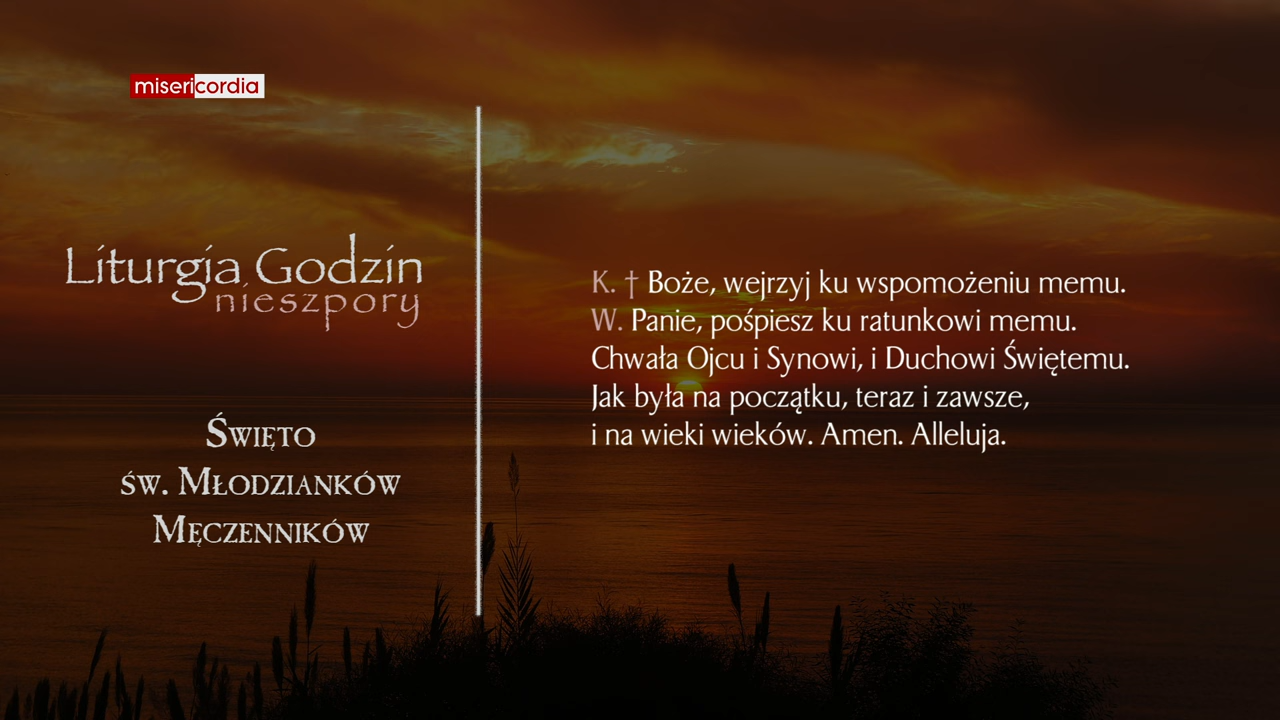 misericordia
Liturgia Godzin
nieszpory
Święto
św. Młodzianków
Męczenników
K. † Boże, wejrzyj ku wspomożeniu memu.
W. Panie, pośpiesz ku ratunkowi memu.
Chwała Ojcu i Synowi, i Duchowi Świętemu.
Jak była na początku, teraz i zawsze,
i na wieki wieków. Amen. Alleluja.